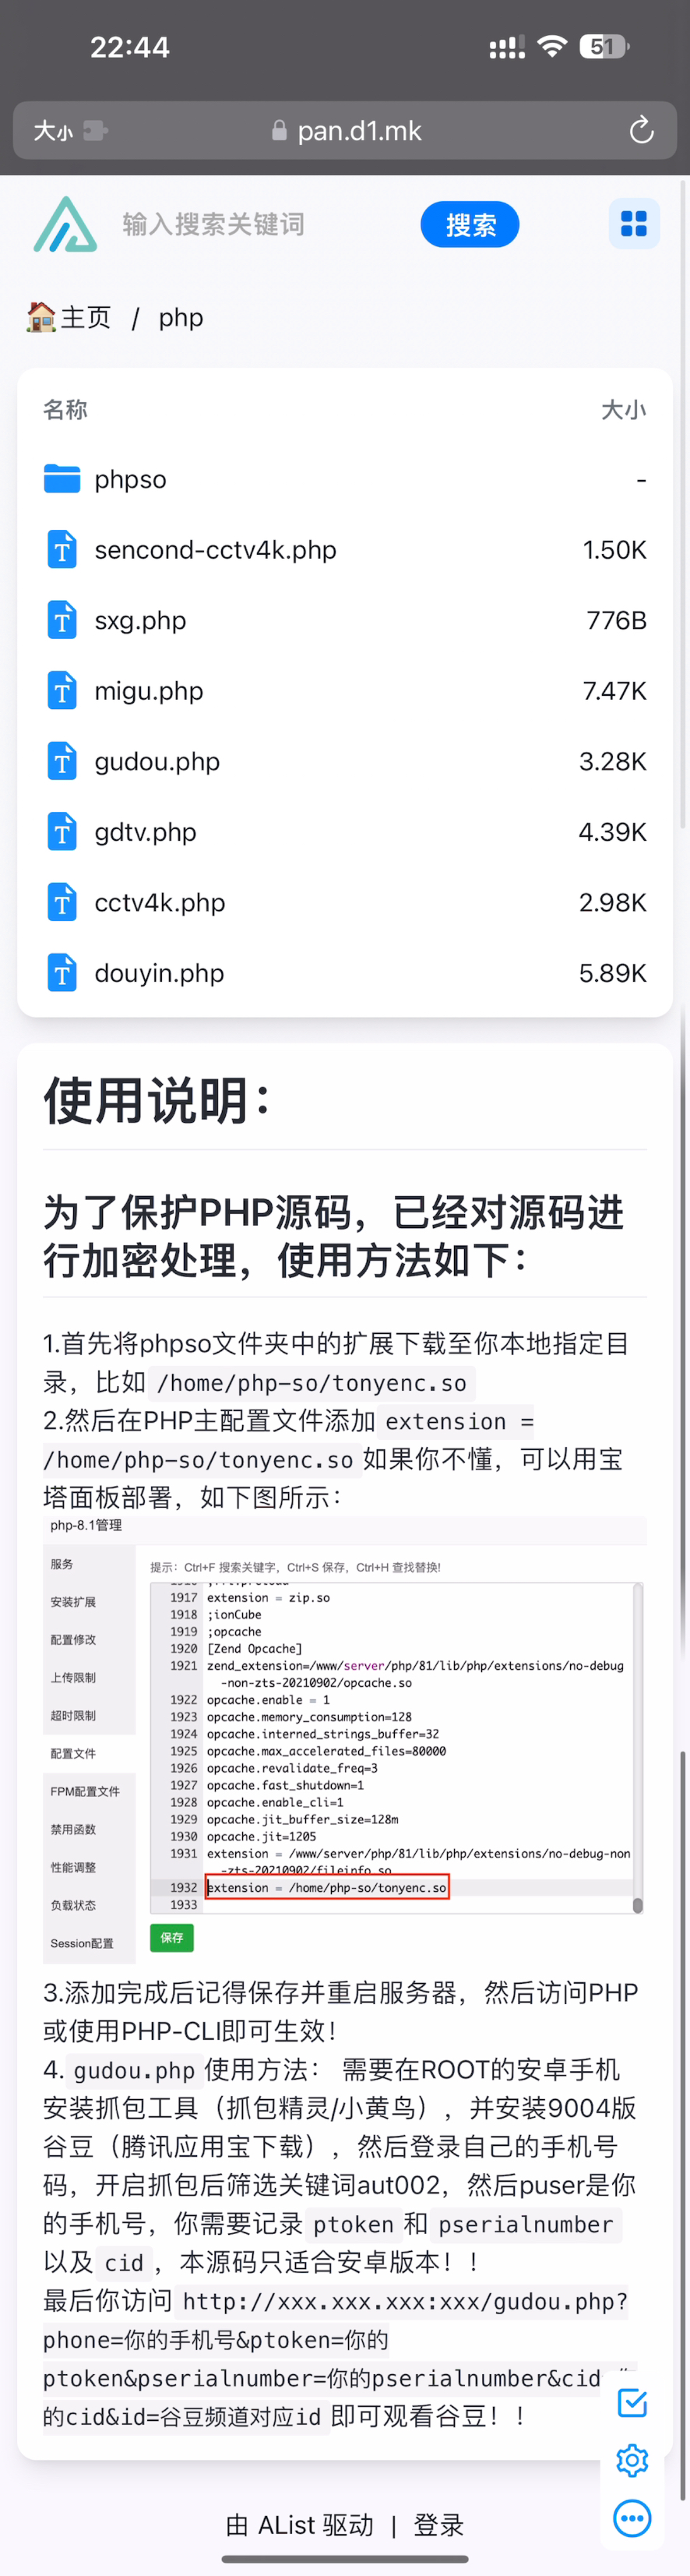 22:44
51
大小
pan.d1.mk
输入搜索关键词
搜索
主页 / php
名称 大小
phpso -
sencond-cctv4k.php 1.50K
sxg.php 776B
migu.php 7.47K
gudou.php 3.28K
gdtv.php 4.39K
cctv4k.php 2.98K
douyin.php 5.89K
使用说明：
为了保护PHP源码，已经对源码进
行加密处理，使用方法如下：
1.首先将phpso文件夹中的扩展下载至你本地指定目
录，比如 /home/php-so/tonyenc.so
2.然后在PHP主配置文件添加 extension =
/home/php-so/tonyenc.so 如果你不懂，可以用宝
塔面板部署，如下图所示：
php-8.1管理
服务
安装扩展
配置修改
上传限制
超时限制
配置文件
FPM配置文件
禁用函数
性能调整
负载状态
Session配置
提示：Ctrl+F 搜索关键字，Ctrl+S 保存，Ctrl+H 查找替换!
1917 extension = zip.so
1918 ;ionCube
1919 ;opcache
1920 [Zend Opcache]
1921 zend_extension=/www/server/php/81/lib/php/extensions/no-debug
-non-zts-20210902/opcache.so
1922 opcache.enable = 1
1923 opcache.memory_consumption=128
1924 opcache.interned_strings_buffer=32
1925 opcache.max_accelerated_files=80000
1926 opcache.revalidate_freq=3
1927 opcache.fast_shutdown=1
1928 opcache.enable_cli=1
1929 opcache.jit_buffer_size=128m
1930 opcache.jit=1205
1931 extension = /www/server/php/81/lib/php/extensions/no-debug-non
-zts-20210902/fileinfo.so
1932 extension = /home/php-so/tonyenc.so
1933
保存
3.添加完成后记得保存并重启服务器，然后访问PHP
或使用PHP-CLI即可生效！
4. gudou.php 使用方法： 需要在ROOT的安卓手机
安装抓包工具（抓包精灵/小黄鸟），并安装9004版
谷豆（腾讯应用宝下载），然后登录自己的手机号
码，开启抓包后筛选关键词aut002，然后puser是你
的手机号，你需要记录 ptoken 和 pserialnumber
以及 cid ，本源码只适合安卓版本！！
最后你访问 http://xxx.xxx.xxx:xxx/gudou.php?
phone=你的手机号&ptoken=你的
ptoken&pserialnumber=你的pserialnumber&cid
的cid&id=谷豆频道对应id 即可观看谷豆！！
由 AList 驱动 | 登录